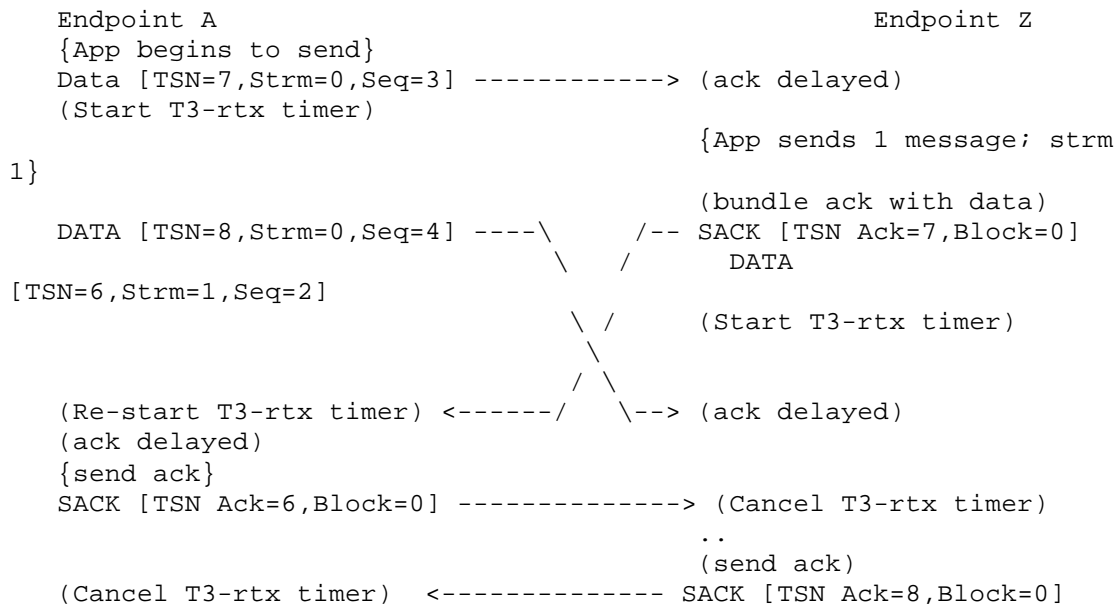 Endpoint A                                         Endpoint Z
{App begins to send}
Data [TSN=7,Strm=0,Seq=3] ------------> (ack delayed)
(Start T3-rtx timer)
                                        {App sends 1 message; strm
1}
                                        (bundle ack with data)
DATA [TSN=8,Strm=0,Seq=4] ----\      /-- SACK [TSN Ack=7,Block=0]
                               \    /     DATA
[TSN=6,Strm=1,Seq=2]
                                \ /     (Start T3-rtx timer)
                                 \
                                / \
(Re-start T3-rtx timer) <------/   \--> (ack delayed)
(ack delayed)
{send ack}
SACK [TSN Ack=6,Block=0] --------------> (Cancel T3-rtx timer)
                                        ..
                                        (send ack)
(Cancel T3-rtx timer)  <-------------- SACK [TSN Ack=8,Block=0]